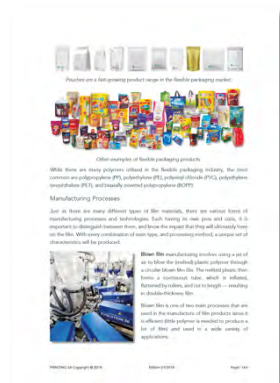 Pouches are a fast-growing product range in the flexible packaging market
Other examples of flexible packaging products
While there are many polymers utilised in the flexible packaging industry, the most
common are polypropylene (PP), polyethylene (PE), polyvinyl chloride (PVC), polyethylene
terephthalate (PET), and biaxially oriented polypropylene (BOPP)
Manufacturing Processes
Just as there are many different types of film materials, there are various forms of
manufacturing processes and technologies. Each having its own pros and cons, it is
important to distinguish between them, and know the impact that they will ultimately have
on the film. With every combination of resin type, and processing method, a unique set of
characteristics will be produced.
Blown film manufacturing involves using a jet of
air to blow the (melted) plastic polymer through
a circular blown film die. The melted plastic then
forms a continuous tube, which is inflated,
flattened by rollers, and cut to length — resulting
in double-thickness film
Blown film is one of two main processes that are
used in the manufacture of film products since it
is efficient (little polymer is needed to produce a
lot of film) and used in a wide variety of
applications.
PRINTING SA Copyright © 2019